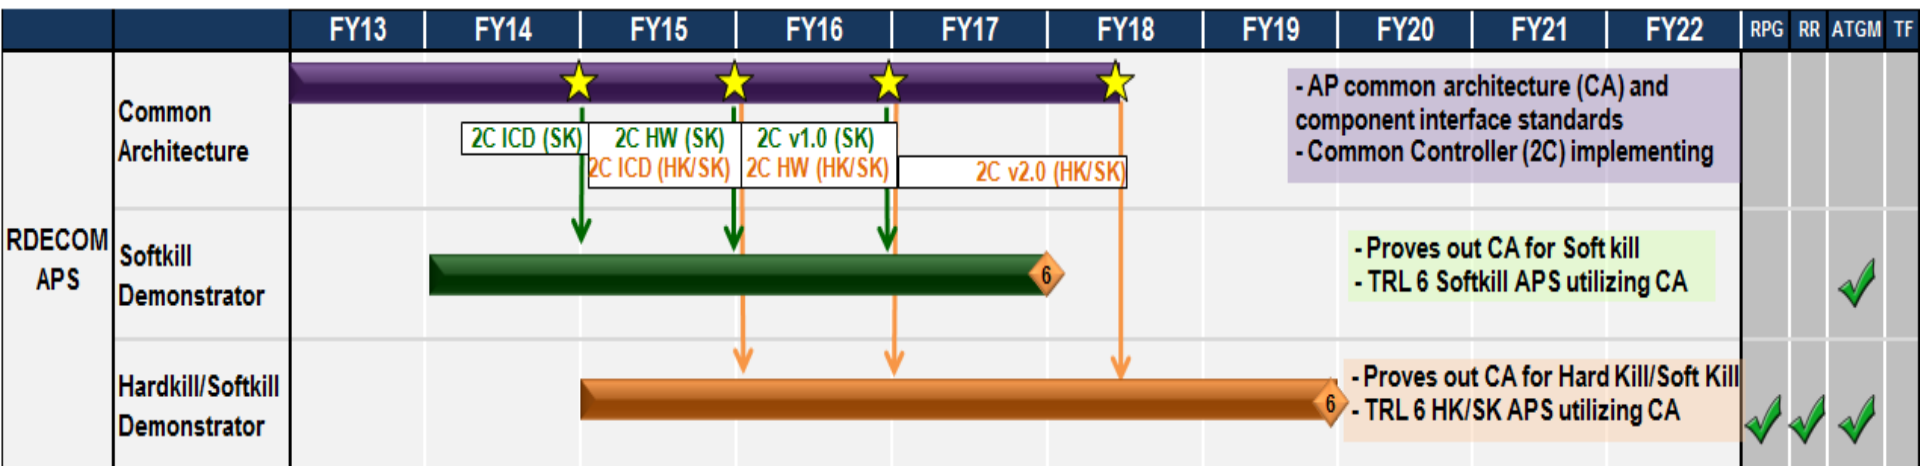 FY13 FY14 FY15 FY16 FY17 FY18 FY19 FY20 FY21 FY22 RPG RR ATGM TF
RDECOM
APS
Common
Architecture
2C ICD (SK)
2C HW (SK)
2C ICD (HK/SK)
2C v1.0 (SK)
2C HW (HK/SK)
2C v2.0 (HK/SK)
- AP common architecture (CA) and
component interface standards
- Common Controller (2C) implementing
Softkill
Demonstrator
6
- Proves out CA for Soft kill
- TRL 6 Softkill APS utilizing CA
Hardkill/Softkill
Demonstrator
6
- Proves out CA for Hard Kill/Soft Kill
- TRL 6 HK/SK APS utilizing CA